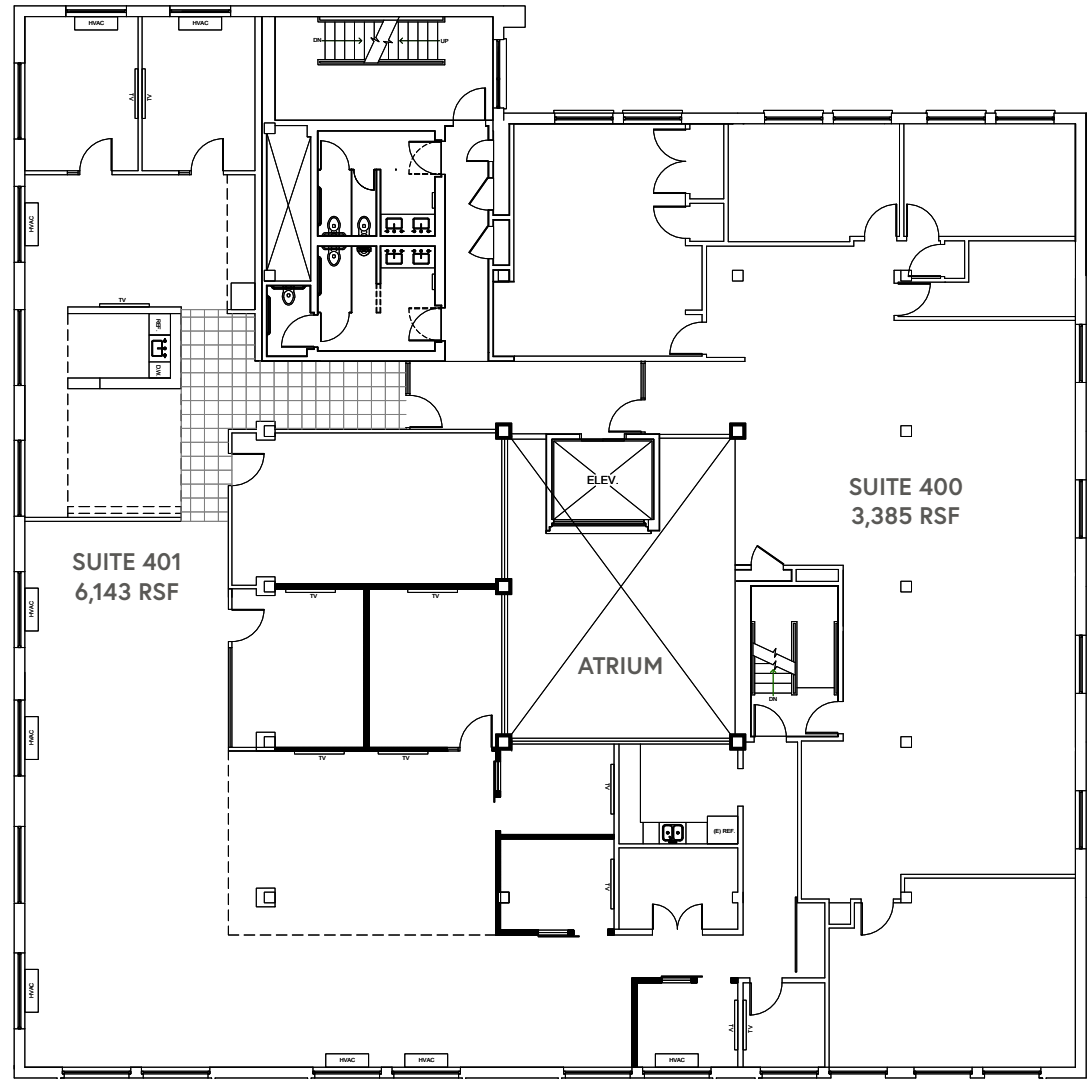 HVAC
HVAC
DN
UP
TV
TV
HVAC
TV
REF.
D.W.
ELEV.
SUITE 400
3,385 RSF
SUITE 401
6,143 RSF
HVAC
TV
TV
ATRIUM
DN
HVAC
TV
TV
TV
(E) REF.
TV
HVAC
TV
TV
HVAC
HVAC
HVAC